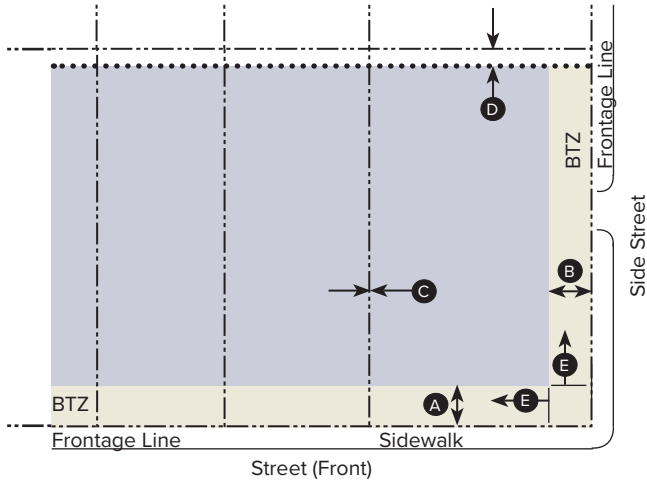 Frontage Line
D
BTZ
Side Street
B
C
E
BTZ
A
E
Frontage Line
Sidewalk
Street (Front)